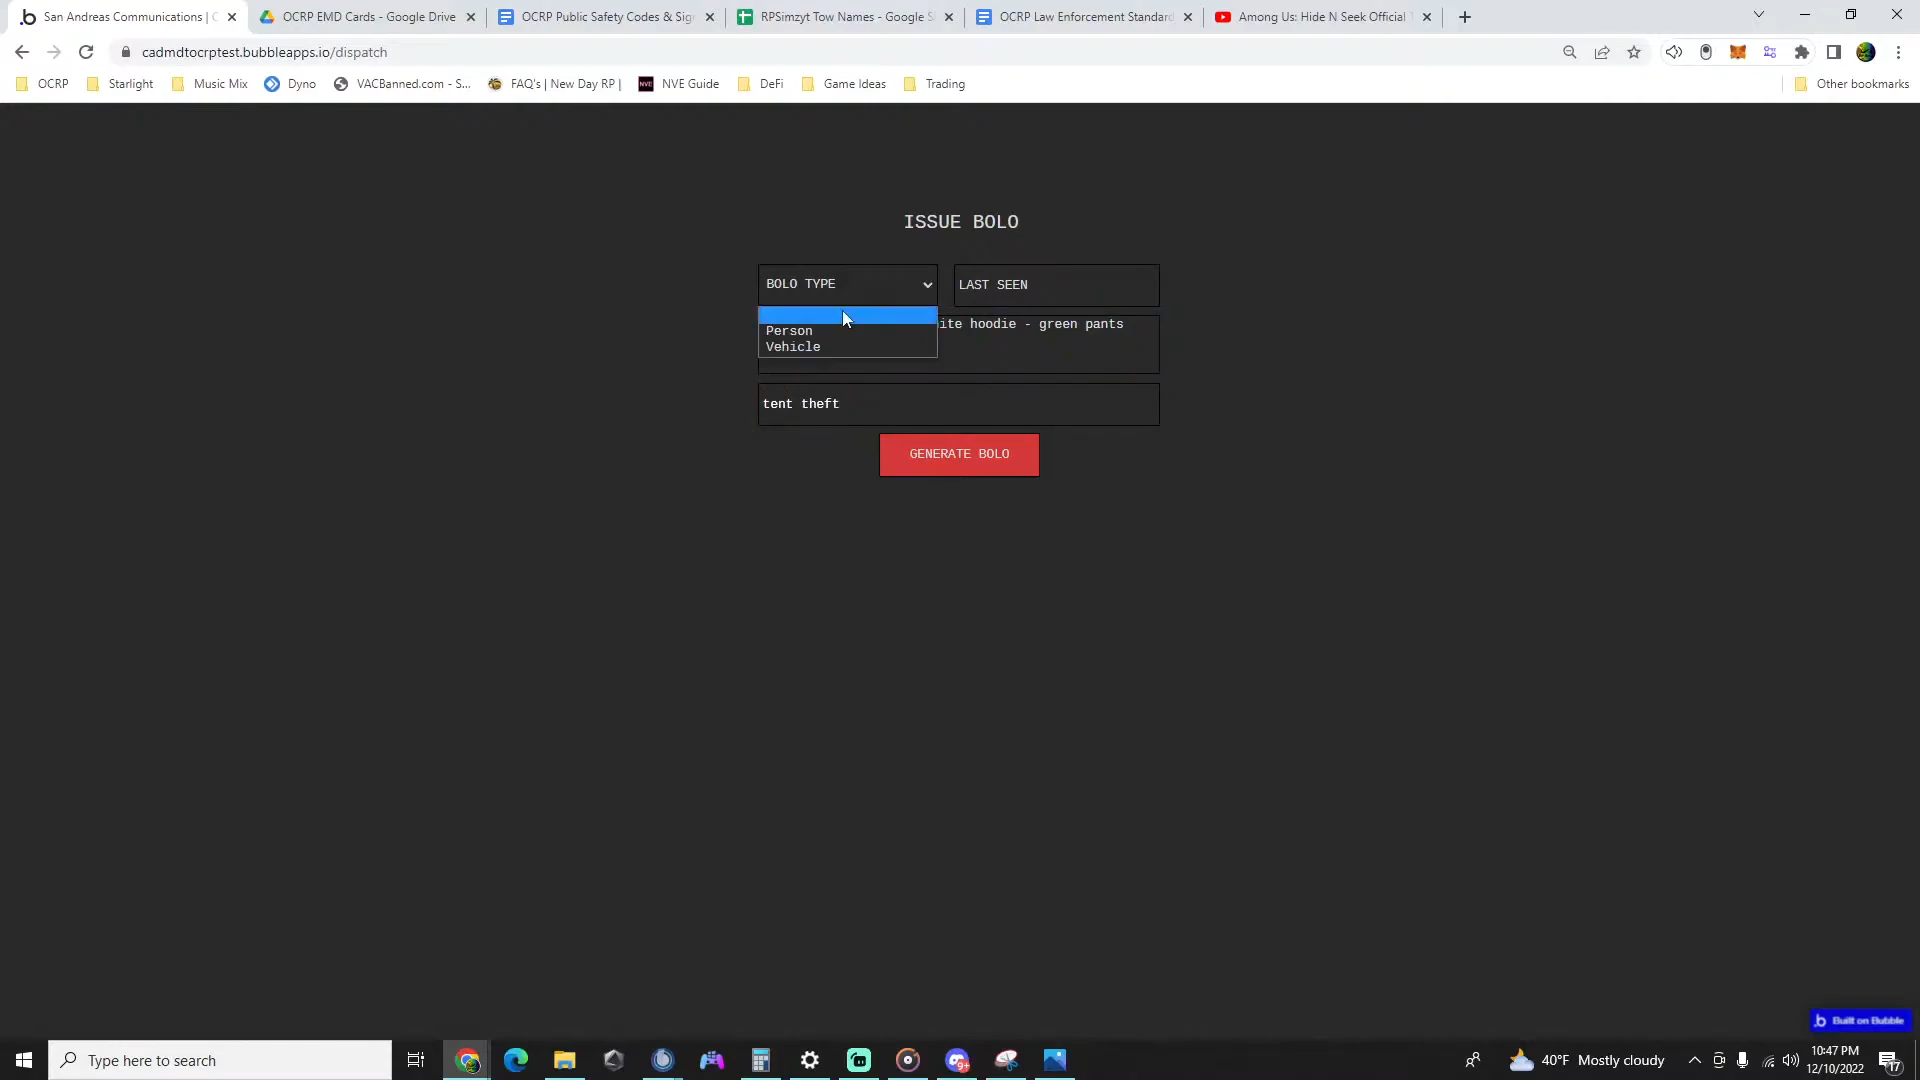 San Andreas Communications |
OCRP EMD Cards - Google Drive
OCRP Public Safety Codes & Sig
RPSimzyt Tow Names - Google S
OCRP Law Enforcement Standard
Among Us: Hide N Seek Official
cadmdtocrptest.bubbleapps.io/dispatch
OCRP
Starlight
Music Mix
Dyno
VACBanned.com - S...
FAQ's | New Day RP |
NVE
NVE Guide
DeFi
Game Ideas
Trading
Other bookmarks
ISSUE BOLO
BOLO TYPE
LAST SEEN
Person
Vehicle
ite hoodie - green pants
tent theft
GENERATE BOLO
Built on Bubble
Type here to search
9+
40°F Mostly cloudy
10:47 PM
12/10/2022
17